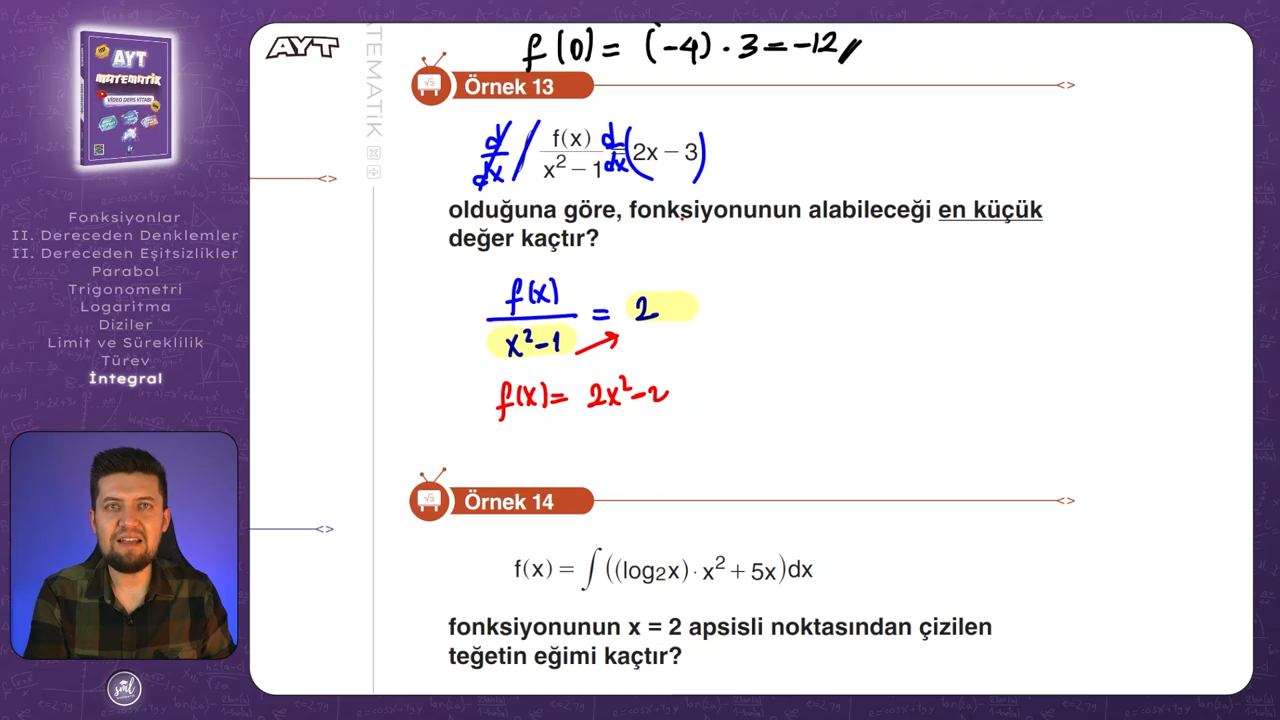 AYT
MATEMATİK
VİDEO DERS KİTABI
AYT
TEMATİK
f(0) = (-4) · 3 = -12
Örnek 13
d/dx ∫ f(x)/(x² − 1) d/dx (2x − 3)
olduğuna göre, fonksiyonunun alabileceği en küçük
değer kaçtır?
f(x)/(x²-1) = 2
f(x) = 2x²-2
Fonksiyonlar
II. Dereceden Denklemler
II. Dereceden Eşitsizlikler
Parabol
Trigonometri
Logaritma
Diziler
Limit ve Süreklilik
Türev
İntegral
Örnek 14
f(x) = ∫((log2x) · x² + 5x)dx
fonksiyonunun x = 2 apsisli noktasından çizilen
teğetin eğimi kaçtır?
sml